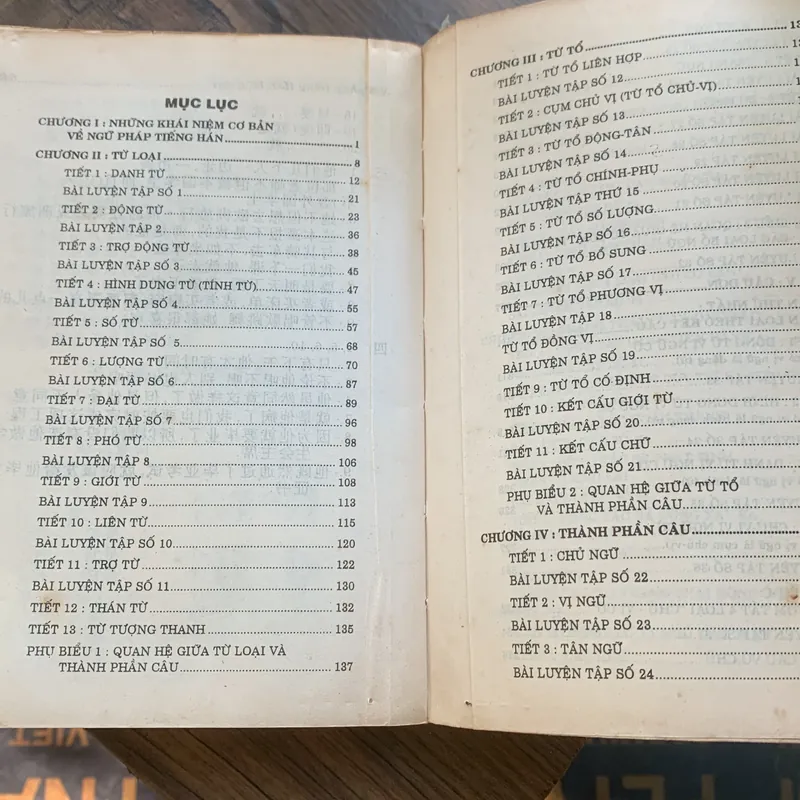 MỤC LỤC
CHƯƠNG I : NHỮNG KHÁI NIỆM CƠ BẢN
VỀ NGỮ PHÁP TIẾNG HÁN 1
CHƯƠNG II : TỪ LOẠI 8
TIẾT 1 : DANH TỪ 12
BÀI LUYỆN TẬP SỐ 1 21
TIẾT 2 : ĐỘNG TỪ 23
BÀI LUYỆN TẬP 2 36
TIẾT 3 : TRỢ ĐỘNG TỪ 38
BÀI LUYỆN TẬP SỐ 3 45
TIẾT 4 : HÌNH DUNG TỪ (TÍNH TỪ) 47
BÀI LUYỆN TẬP SỐ 4 55
TIẾT 5 : SỐ TỪ 57
BÀI LUYỆN TẬP SỐ 5 68
TIẾT 6 : LƯỢNG TỪ 70
BÀI LUYỆN TẬP SỐ 6 87
TIẾT 7 : ĐẠI TỪ 89
BÀI LUYỆN TẬP SỐ 7 96
TIẾT 8 : PHÓ TỪ 98
BÀI LUYỆN TẬP 8 106
TIẾT 9 : GIỚI TỪ 108
BÀI LUYỆN TẬP 9 113
TIẾT 10 : LIÊN TỪ 115
BÀI LUYỆN TẬP SỐ 10 120
TIẾT 11 : TRỢ TỪ 122
BÀI LUYỆN TẬP SỐ 11 130
TIẾT 12 : THÁN TỪ 132
TIẾT 13 : TỪ TƯỢNG THANH 135
PHỤ BIỂU 1 : QUAN HỆ GIỮA TỪ LOẠI VÀ
THÀNH PHẦN CÂU 137
CHƯƠNG III : TỪ TỔ
TIẾT 1 : TỪ TỔ LIÊN HỢP
BÀI LUYỆN TẬP SỐ 12
TIẾT 2 : CỤM CHỦ VỊ (TỪ TỔ CHỦ-VỊ)
BÀI LUYỆN TẬP SỐ 13
TIẾT 3 : TỪ TỔ ĐỘNG-TÂN
BÀI LUYỆN TẬP SỐ 14
TIẾT 4 : TỪ TỔ CHÍNH-PHỤ
BÀI LUYỆN TẬP THỨ 15
TIẾT 5 : TỪ TỔ SỐ LƯỢNG
BÀI LUYỆN TẬP SỐ 16
TIẾT 6 : TỪ TỔ BỔ SUNG
BÀI LUYỆN TẬP SỐ 17
TIẾT 7 : TỪ TỔ PHƯƠNG VỊ
BÀI LUYỆN TẬP 18
TỪ TỔ ĐỒNG VỊ
BÀI LUYỆN TẬP SỐ 19
TIẾT 9 : TỪ TỔ CỐ ĐỊNH
TIẾT 10 : KẾT CẤU GIỚI TỪ
BÀI LUYỆN TẬP SỐ 20
TIẾT 11 : KẾT CẤU CHỮ
BÀI LUYỆN TẬP SỐ 21
PHỤ BIỂU 2 : QUAN HỆ GIỮA TỪ TỔ
VÀ THÀNH PHẦN CÂU
CHƯƠNG IV : THÀNH PHẦN CÂU
TIẾT 1 : CHỦ NGỮ
BÀI LUYỆN TẬP SỐ 22
TIẾT 2 : VỊ NGỮ
BÀI LUYỆN TẬP SỐ 23
TIẾT 3 : TÂN NGỮ
BÀI LUYỆN TẬP SỐ 24
VIẾT